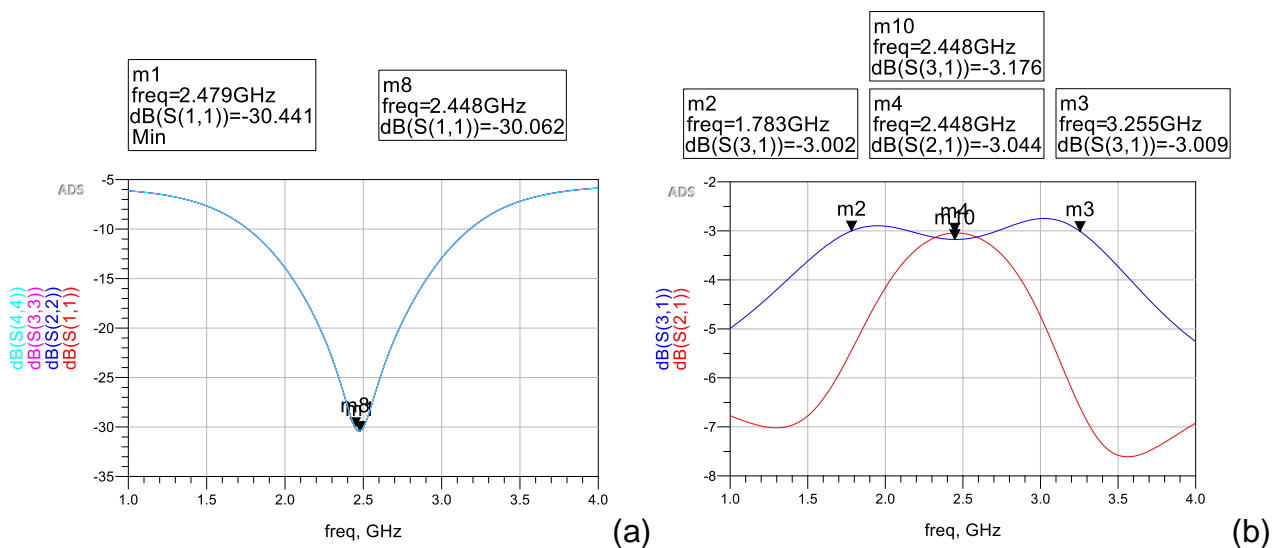 m1
freq=2.479GHz
dB(S(1,1))=-30.441
Min
m8
freq=2.448GHz
dB(S(1,1))=-30.062
ADS
-5
-10
-15
-20
-25
-30
-35
m8
1.0
1.5
2.0
2.5
3.0
3.5
4.0
freq, GHz
dB(S(4,4))
dB(S(3,3))
dB(S(2,2))
dB(S(1,1))
(a)
m10
freq=2.448GHz
dB(S(3,1))=-3.176
m2
freq=1.783GHz
dB(S(3,1))=-3.002
m4
freq=2.448GHz
dB(S(2,1))=-3.044
m3
freq=3.255GHz
dB(S(3,1))=-3.009
ADS
-2
-3
-4
-5
-6
-7
-8
m2
m4
m10
m3
1.0
1.5
2.0
2.5
3.0
3.5
4.0
freq, GHz
dB(S(3,1))
dB(S(2,1))
(b)